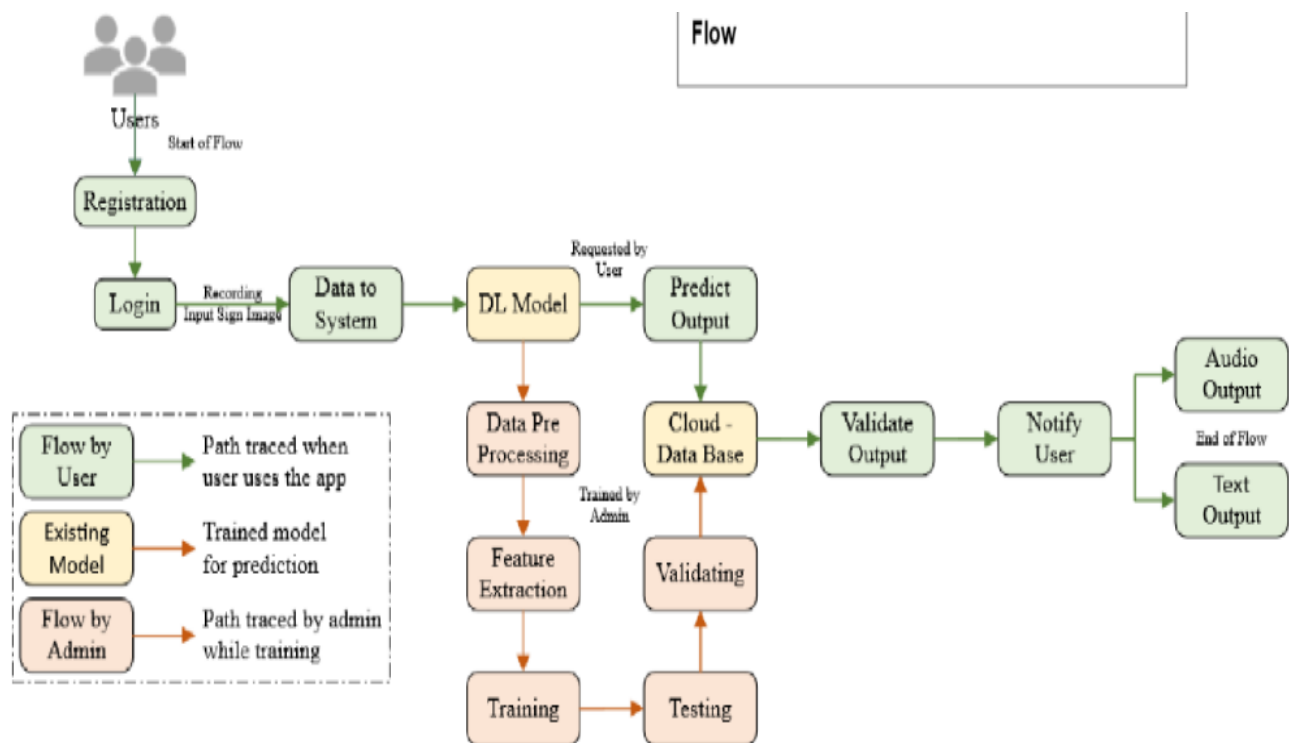 Flow
Users
Start of Flow
Registration
Login
Recording
Input Sign Image
Data to
System
DL Model
Requested by
User
Predict
Output
Data Pre
Processing
Cloud -
Data Base
Validate
Output
Notify
User
Audio
Output
End of Flow
Text
Output
Trained by
Admin
Feature
Extraction
Validating
Training
Testing
Flow by
User
Path traced when
user uses the app
Existing
Model
Trained model
for prediction
Flow by
Admin
Path traced by admin
while training